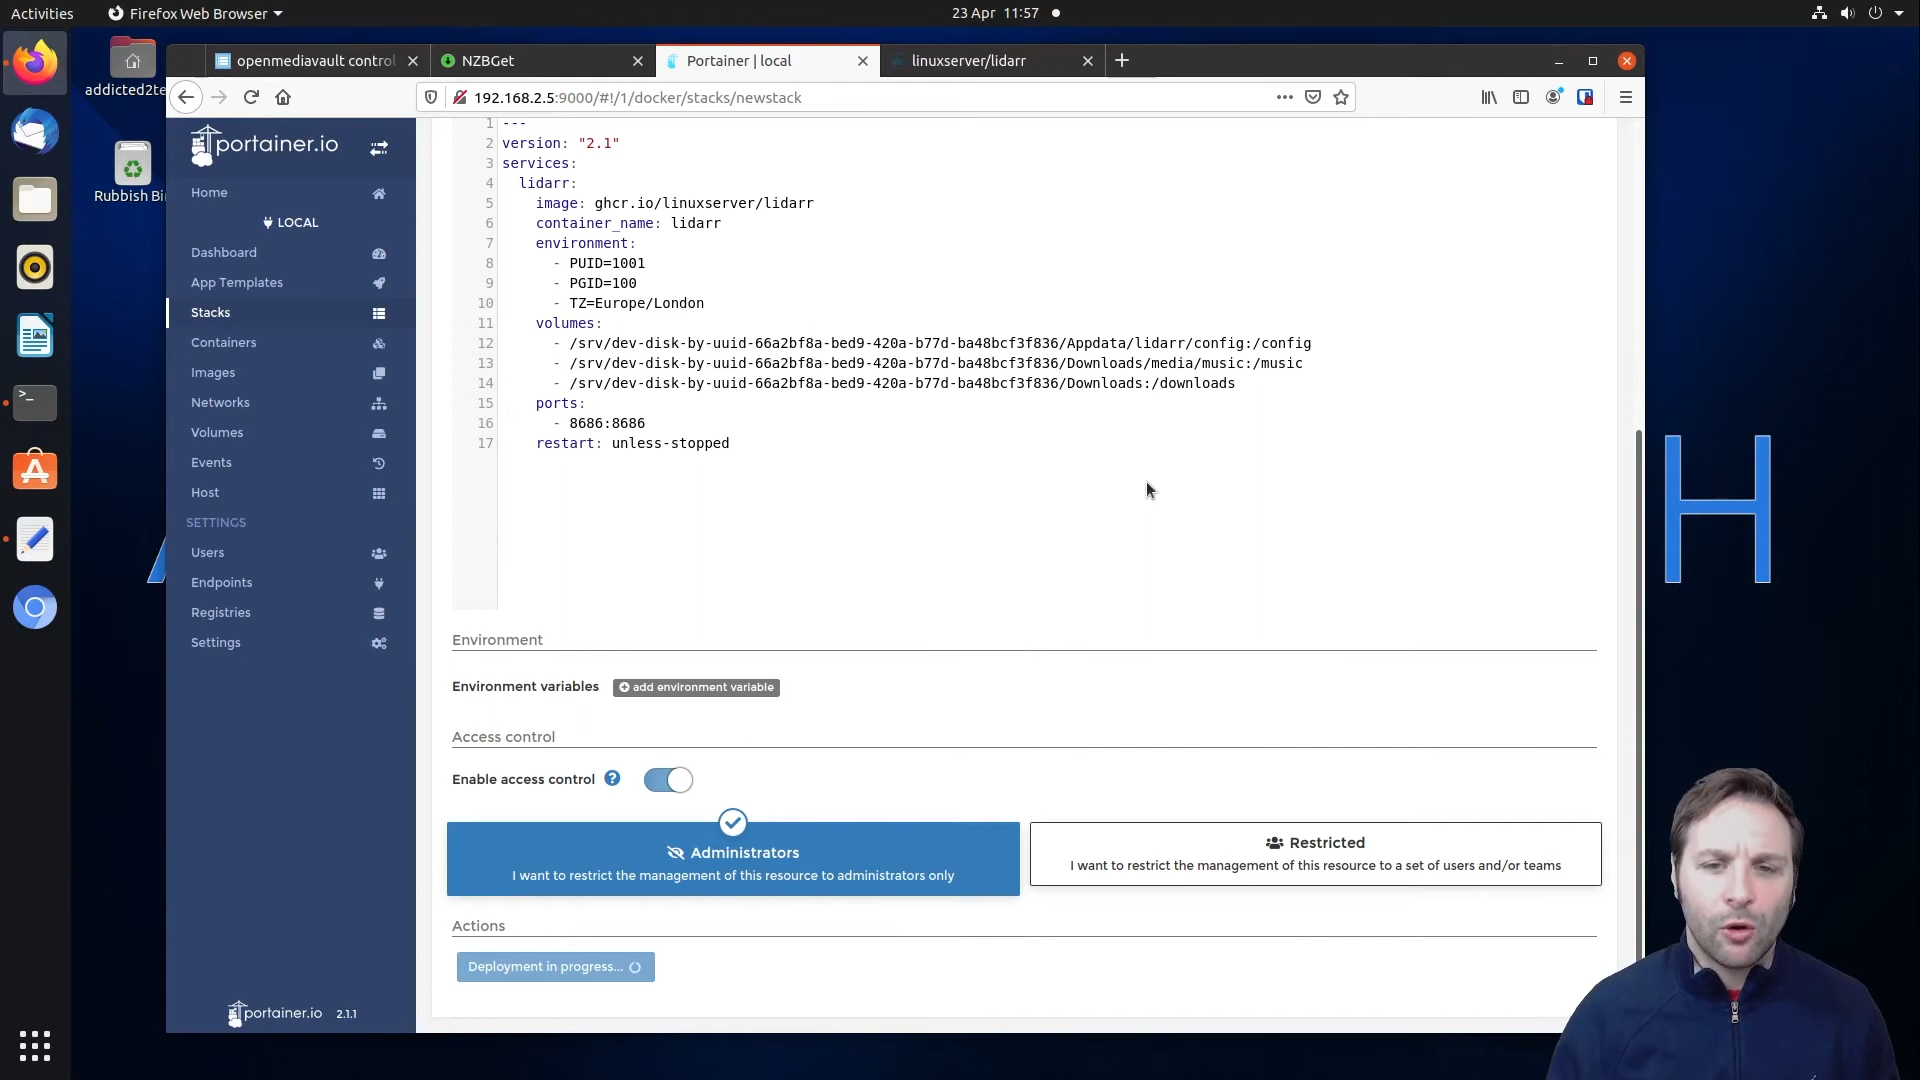 Activities
Firefox Web Browser
23 Apr 11:57
addicted2te
Rubbish Bi
openmediavault control
NZBGet
Portainer | local
linuxserver/lidarr
192.168.2.5:9000/#!/1/docker/stacks/newstack
portainer.io
Home
LOCAL
Dashboard
App Templates
Stacks
Containers
Images
Networks
Volumes
Events
Host
SETTINGS
Users
Endpoints
Registries
Settings
portainer.io 2.1.1
1 ---
2 version: "2.1"
3 services:
4 lidarr:
5 image: ghcr.io/linuxserver/lidarr
6 container_name: lidarr
7 environment:
8 - PUID=1001
9 - PGID=100
10 - TZ=Europe/London
11 volumes:
12 - /srv/dev-disk-by-uuid-66a2bf8a-bed9-420a-b77d-ba48bcf3f836/Appdata/lidarr/config:/config
13 - /srv/dev-disk-by-uuid-66a2bf8a-bed9-420a-b77d-ba48bcf3f836/Downloads/media/music:/music
14 - /srv/dev-disk-by-uuid-66a2bf8a-bed9-420a-b77d-ba48bcf3f836/Downloads:/downloads
15 ports:
16 - 8686:8686
17 restart: unless-stopped
Environment
Environment variables add environment variable
Access control
Enable access control
Administrators
I want to restrict the management of this resource to administrators only
Restricted
I want to restrict the management of this resource to a set of users and/or teams
Actions
Deployment in progress...
H